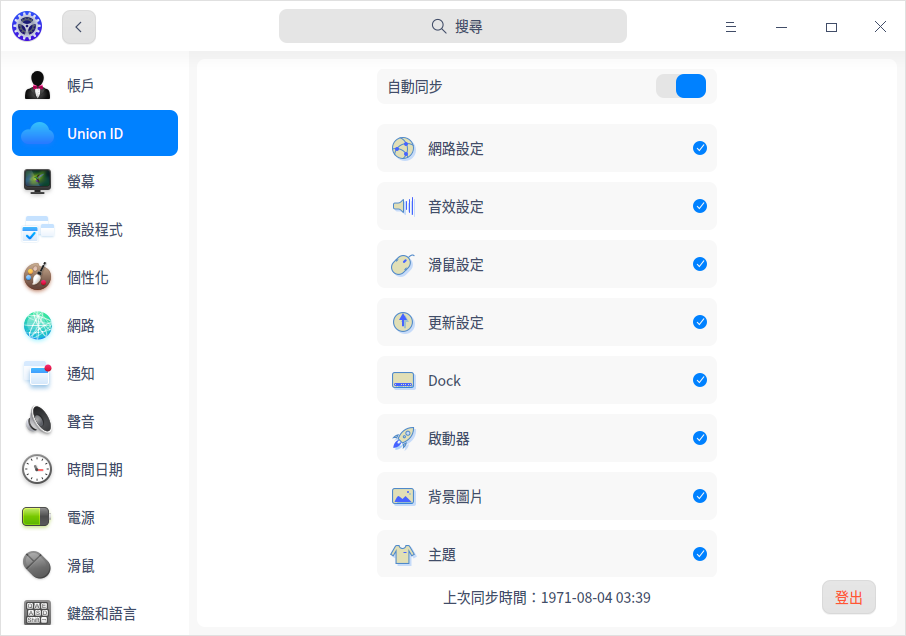 搜尋
帳戶
Union ID
螢幕
預設程式
個性化
網路
通知
聲音
時間日期
電源
滑鼠
鍵盤和語言
自動同步
網路設定
音效設定
滑鼠設定
更新設定
Dock
啟動器
背景圖片
主題
上次同步時間：1971-08-04 03:39
登出